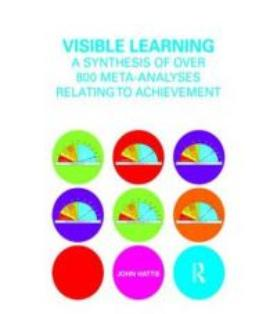 VISIBLE LEARNING
A SYNTHESIS OF OVER
800 META-ANALYSES
RELATING TO ACHIEVEMENT
JOHN HATTIE
R